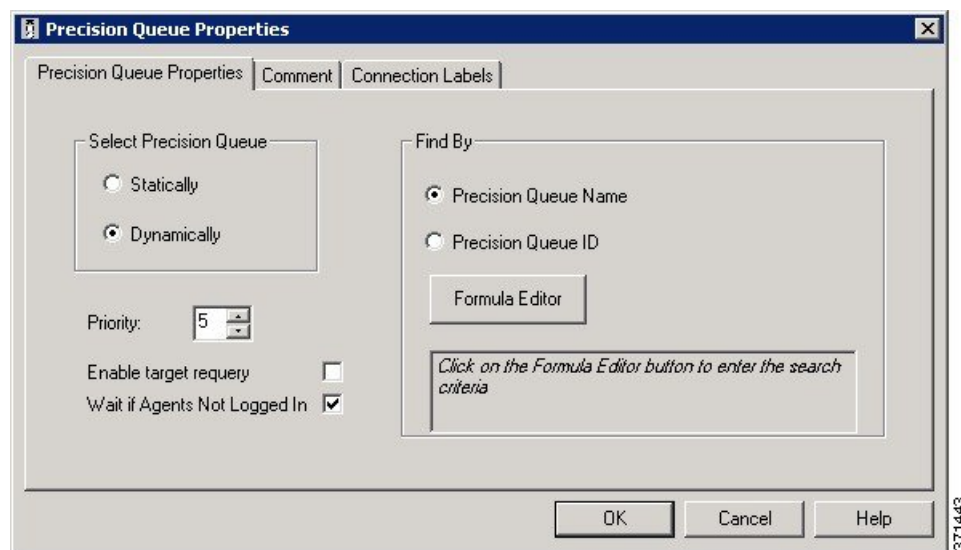 Precision Queue Properties
Precision Queue Properties
Comment
Connection Labels
Select Precision Queue
Statically
Dynamically
Priority:
5
Enable target requery
Wait if Agents Not Logged In
Find By
Precision Queue Name
Precision Queue ID
Formula Editor
Click on the Formula Editor button to enter the search
criteria
OK
Cancel
Help
371443